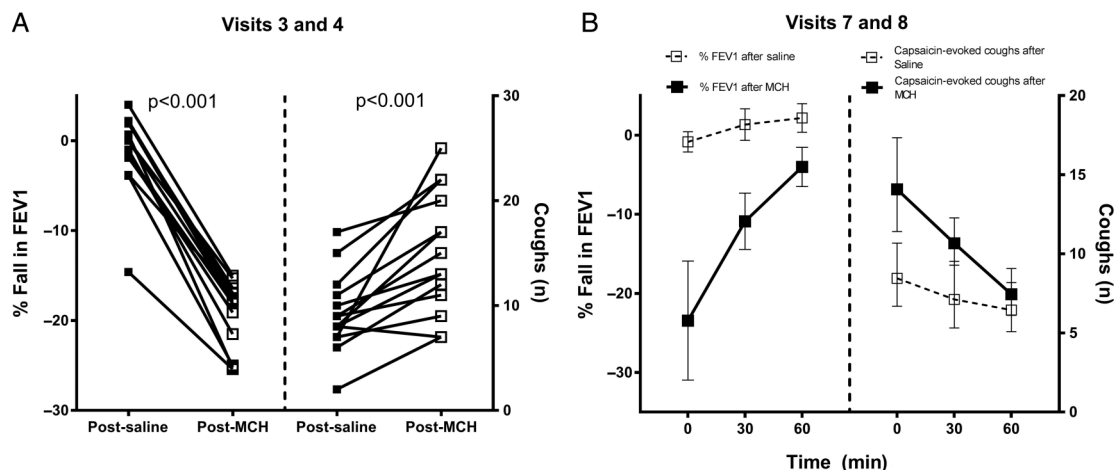 A
Visits 3 and 4
p<0.001
p<0.001
% Fall in FEV1
0
–10
–20
–30
Post-saline
Post-MCH
Post-saline
Post-MCH
30
20
10
0
Coughs (n)
B
Visits 7 and 8
% FEV1 after saline
% FEV1 after MCH
Capsaicin-evoked coughs after
Saline
Capsaicin-evoked coughs after
MCH
% Fall in FEV1
0
–10
–20
–30
0
30
60
0
30
60
Time (min)
20
15
10
5
0
Coughs (n)